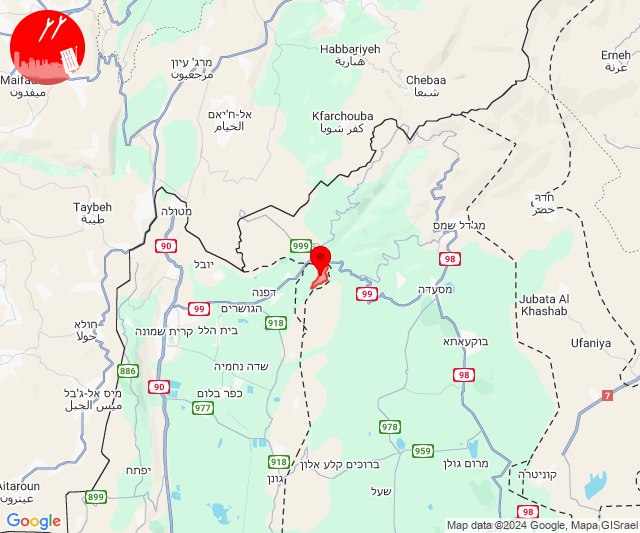 Habbariyeh
هبارية
Erneh
عرنة
מרג' עיון
مرجعيون
Chebaa
شبعا
ميفدون
Kfarchouba
كفر شوبا
אל-ח'יאם
الخيام
Taybeh
طيبة
מטולה
חדֶר
حضر
מג'דל שמס
999
90
98
יובל
דפנה
99
99
מסעדה
הגושרים
918
Jubata Al
Khashab
חולא
حولا
קרית שמונה
בית הלל
בוקעאתא
Ufaniya
886
שדה נחמיה
98
90
מיס אל-ג'בל
ميس الجبل
כפר בלום
977
7
978
959
יפתח
918
גונן
ברוכים קלע אלון
מרום גולן
קוניטרה
Aitaroun
عيترون
899
שעל
98
Google
Map data ©2024 Google, Mapa GISrael